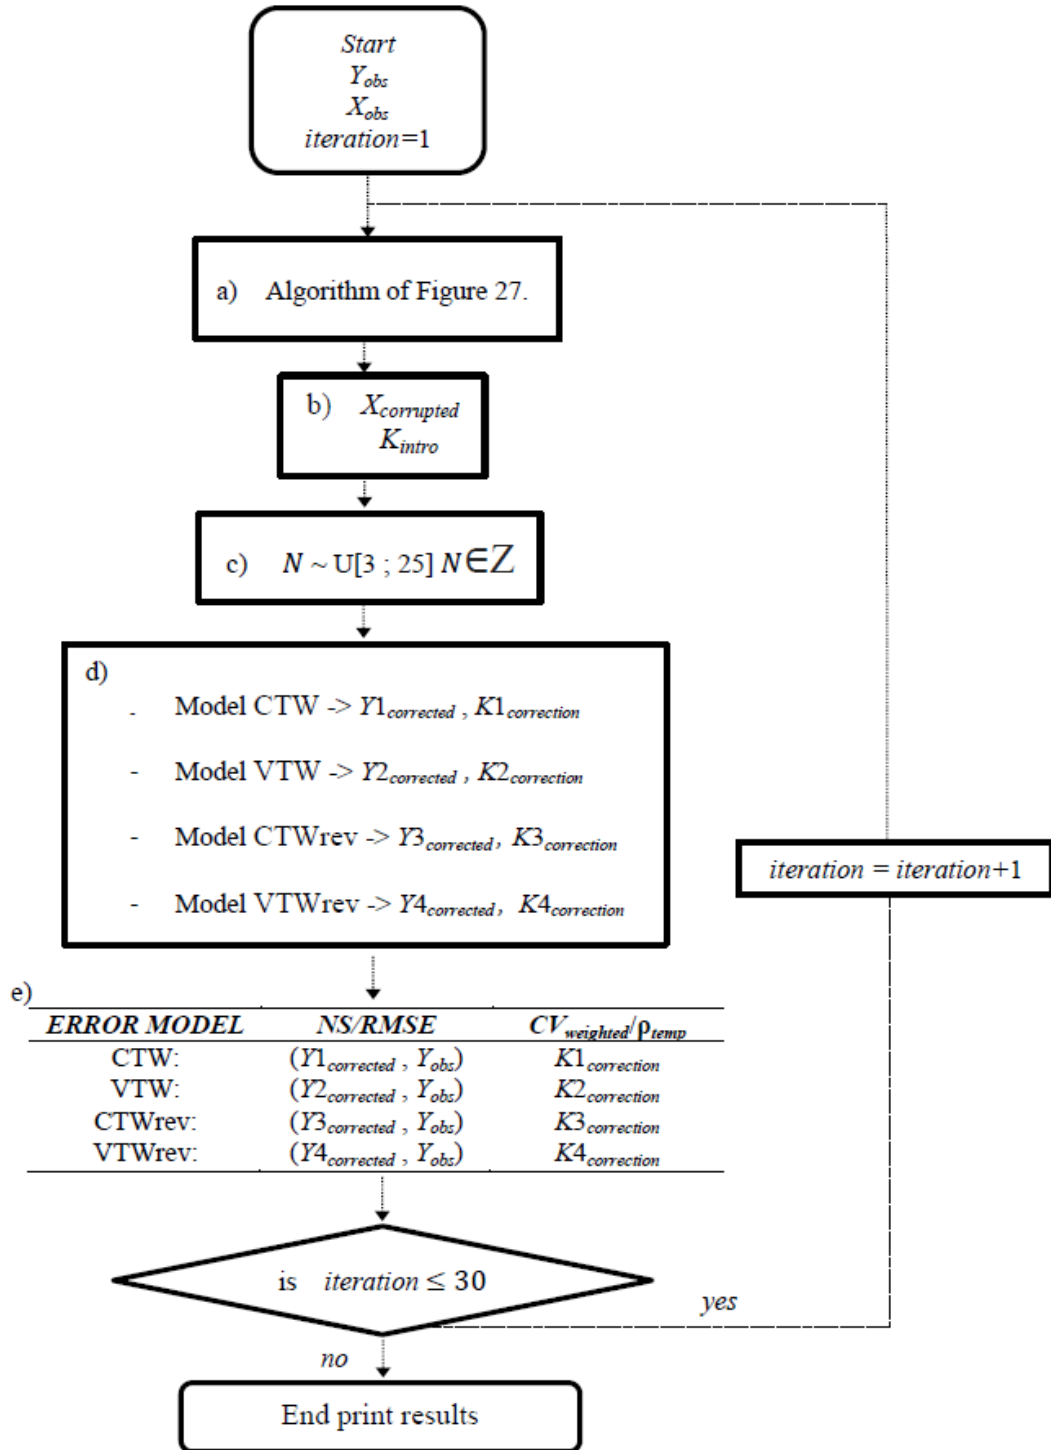 Start
Yobs
Xobs
iteration=1
a) Algorithm of Figure 27.
b) Xcorrupted
Kintro
c) N ~ U[3 ; 25] N∈Z
d)
- Model CTW -> Y1corrected , K1correction
- Model VTW -> Y2corrected , K2correction
- Model CTWrev -> Y3corrected, K3correction
- Model VTWrev -> Y4corrected, K4correction
iteration = iteration+1
e)
ERROR MODEL NS/RMSE CVweighted/ρtemp
CTW: (Y1corrected , Yobs) K1correction
VTW: (Y2corrected , Yobs) K2correction
CTWrev: (Y3corrected , Yobs) K3correction
VTWrev: (Y4corrected , Yobs) K4correction
is iteration ≤ 30
yes
no
End print results